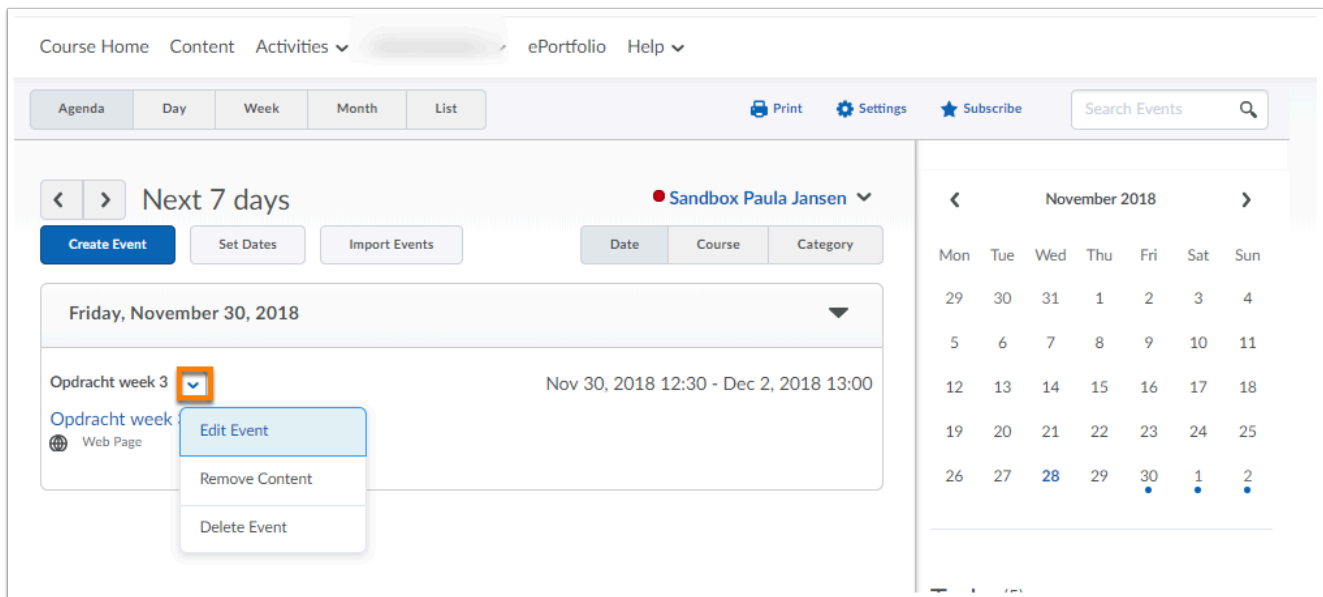 Course Home Content Activities ePortfolio Help
Agenda Day Week Month List Print Settings Subscribe Search Events
Next 7 days Sandbox Paula Jansen
Create Event Set Dates Import Events Date Course Category
Friday, November 30, 2018
Opdracht week 3 Nov 30, 2018 12:30 - Dec 2, 2018 13:00
Opdracht week
Web Page
Edit Event
Remove Content
Delete Event
November 2018
Mon Tue Wed Thu Fri Sat Sun
29 30 31 1 2 3 4
5 6 7 8 9 10 11
12 13 14 15 16 17 18
19 20 21 22 23 24 25
26 27 28 29 30 1 2